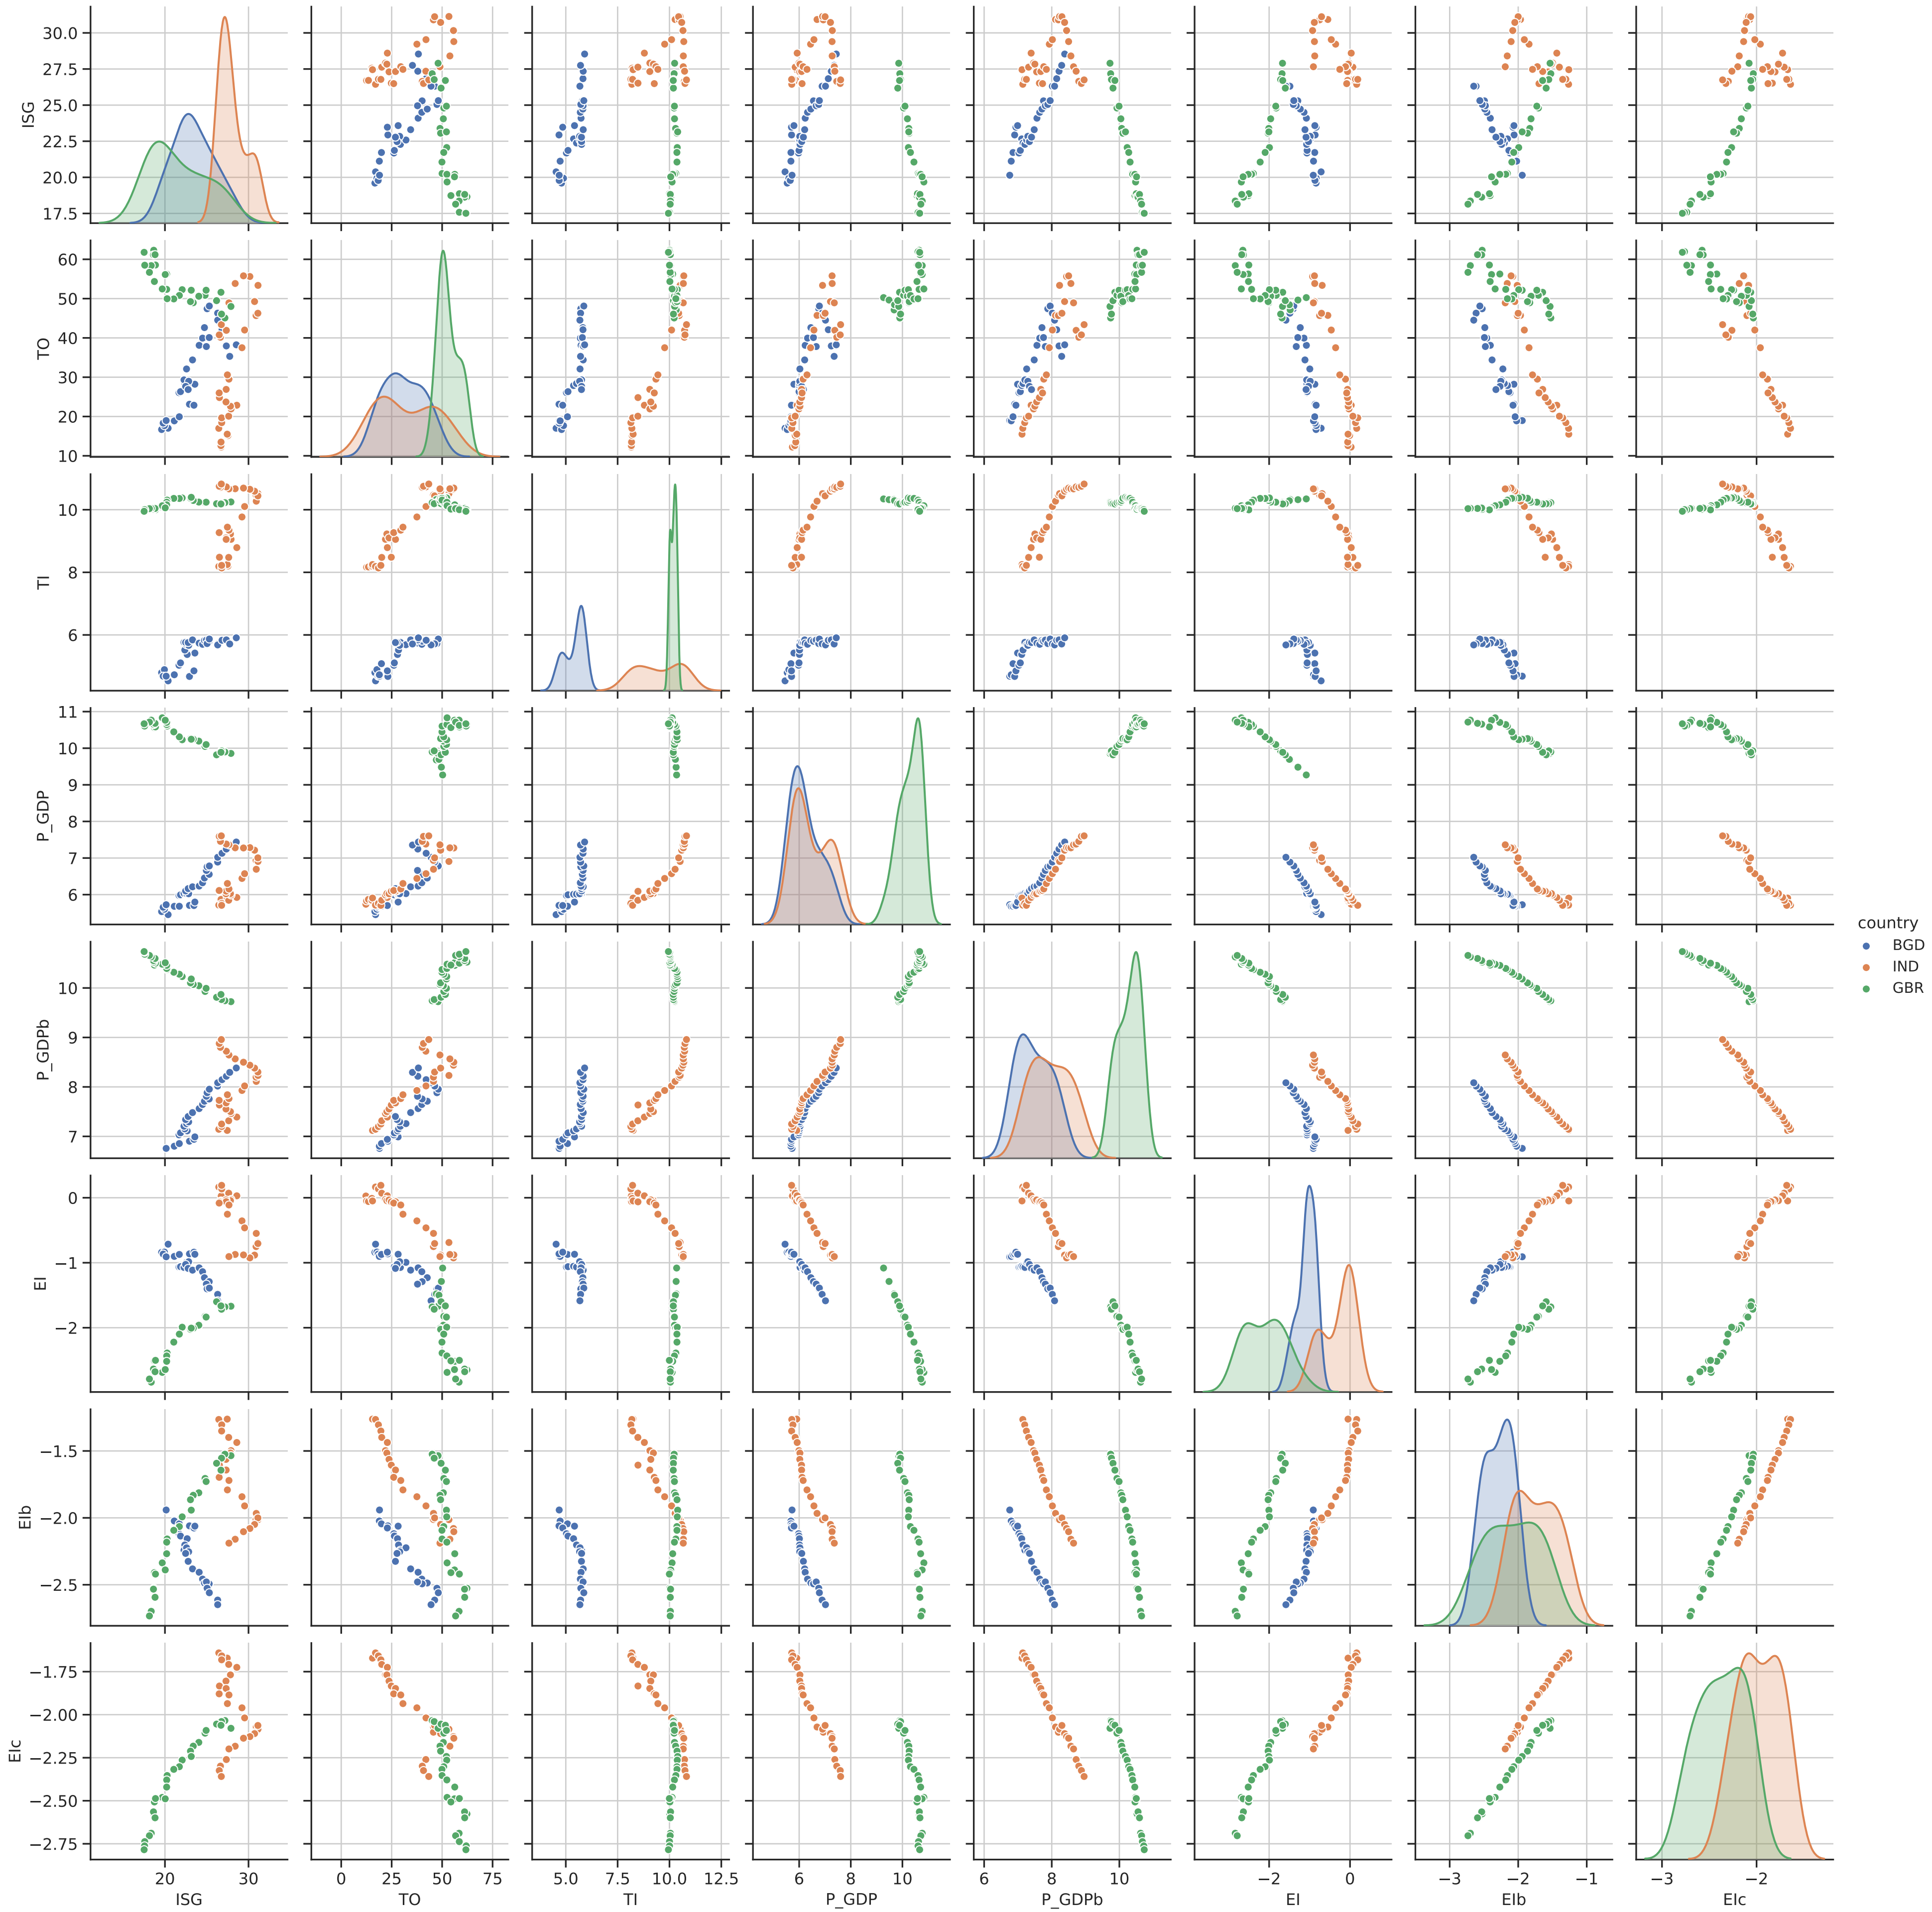 30.0
27.5
25.0
22.5
20.0
17.5
ISG
60
50
40
30
20
10
TO
10
8
6
TI
11
10
9
8
7
6
P_GDP
10
9
8
7
P_GDPb
0
−1
−2
EI
−1.5
−2.0
−2.5
EIb
−1.75
−2.00
−2.25
−2.50
−2.75
EIc
country
BGD
IND
GBR
20 30 0 25 50 75 5.0 7.5 10.0 12.5 6 8 10 6 8 10 −2 0 −3 −2 −1 −3 −2
ISG TO TI P_GDP P_GDPb EI EIb EIc